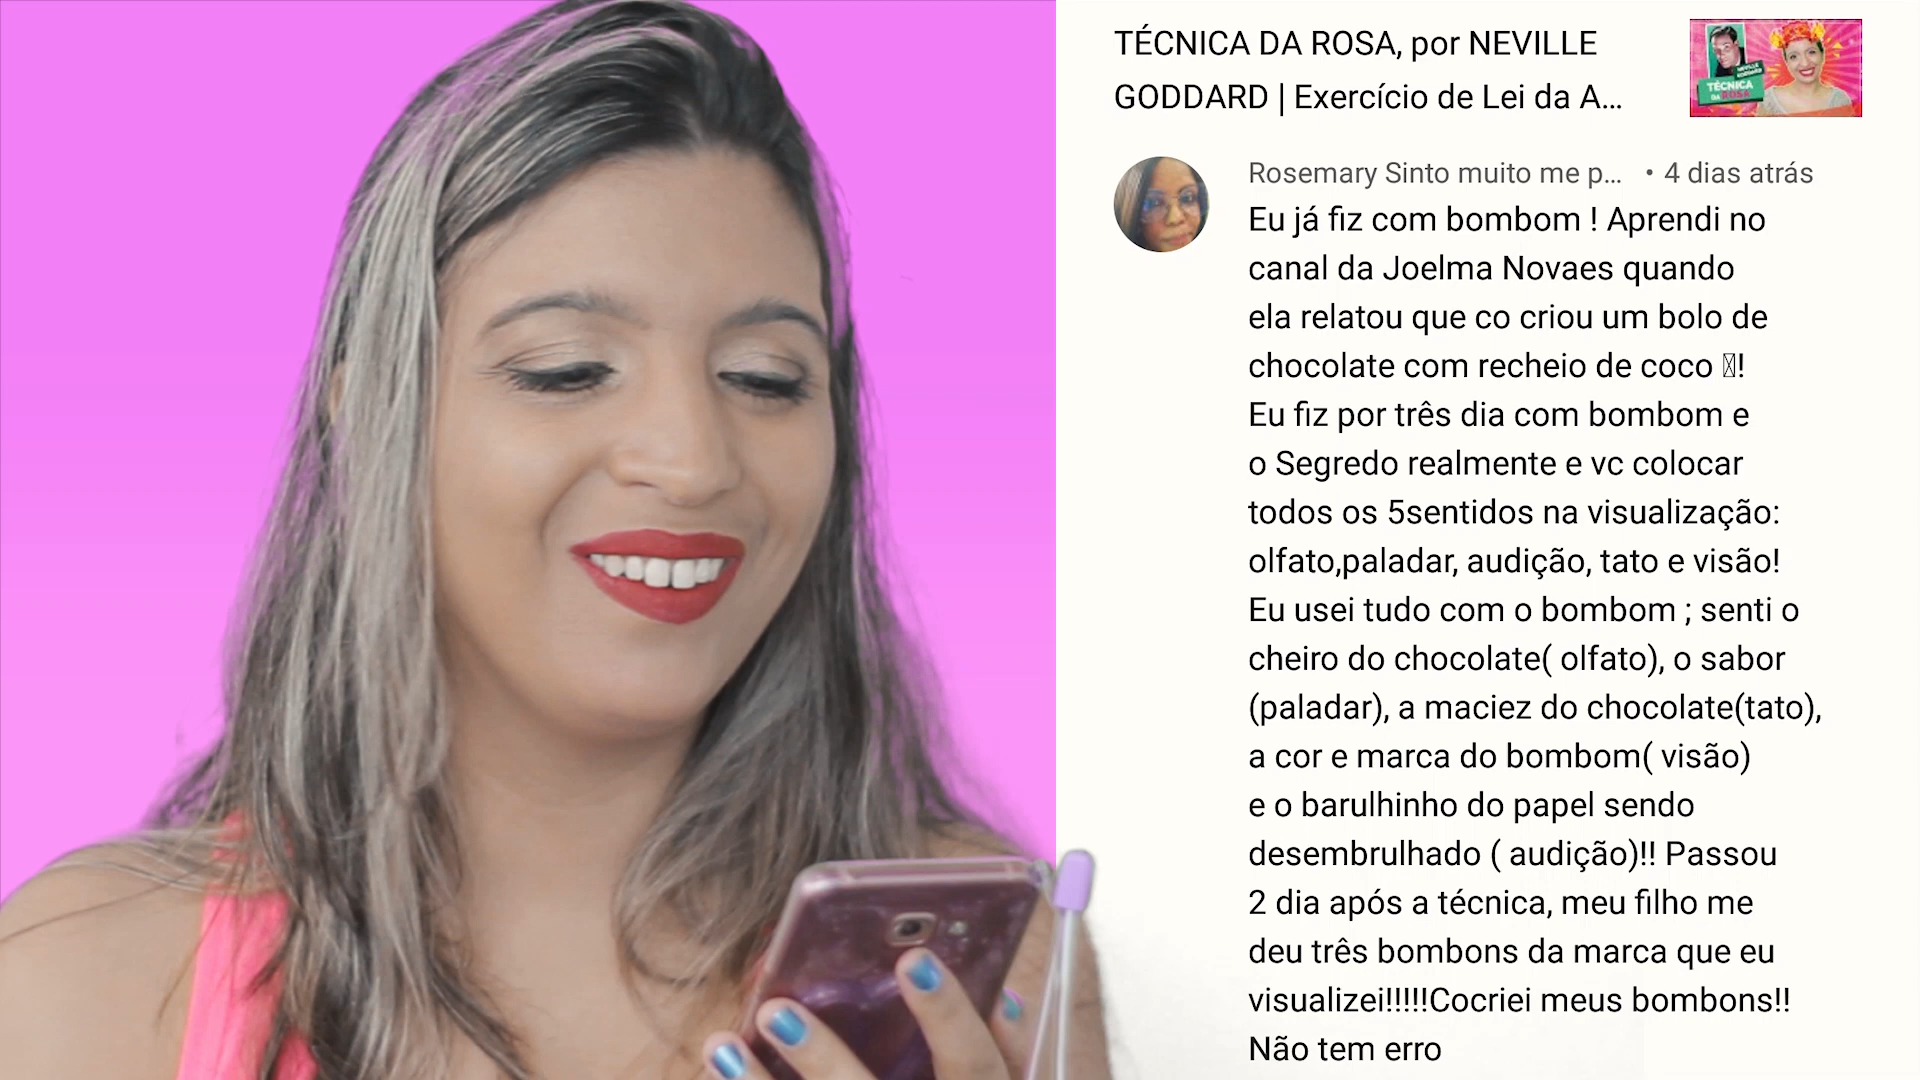 TÉCNICA DA ROSA, por NEVILLE
GODDARD | Exercício de Lei da A...
NEVILLE
GODDARD
TÉCNICA
DA ROSA
Rosemary Sinto muito me p... • 4 dias atrás
Eu já fiz com bombom ! Aprendi no
canal da Joelma Novaes quando
ela relatou que co criou um bolo de
chocolate com recheio de coco !
Eu fiz por três dia com bombom e
o Segredo realmente e vc colocar
todos os 5sentidos na visualização:
olfato,paladar, audição, tato e visão!
Eu usei tudo com o bombom ; senti o
cheiro do chocolate( olfato), o sabor
(paladar), a maciez do chocolate(tato),
a cor e marca do bombom( visão)
e o barulhinho do papel sendo
desembrulhado ( audição)!! Passou
2 dia após a técnica, meu filho me
deu três bombons da marca que eu
visualizei!!!!!Cocriei meus bombons!!
Não tem erro